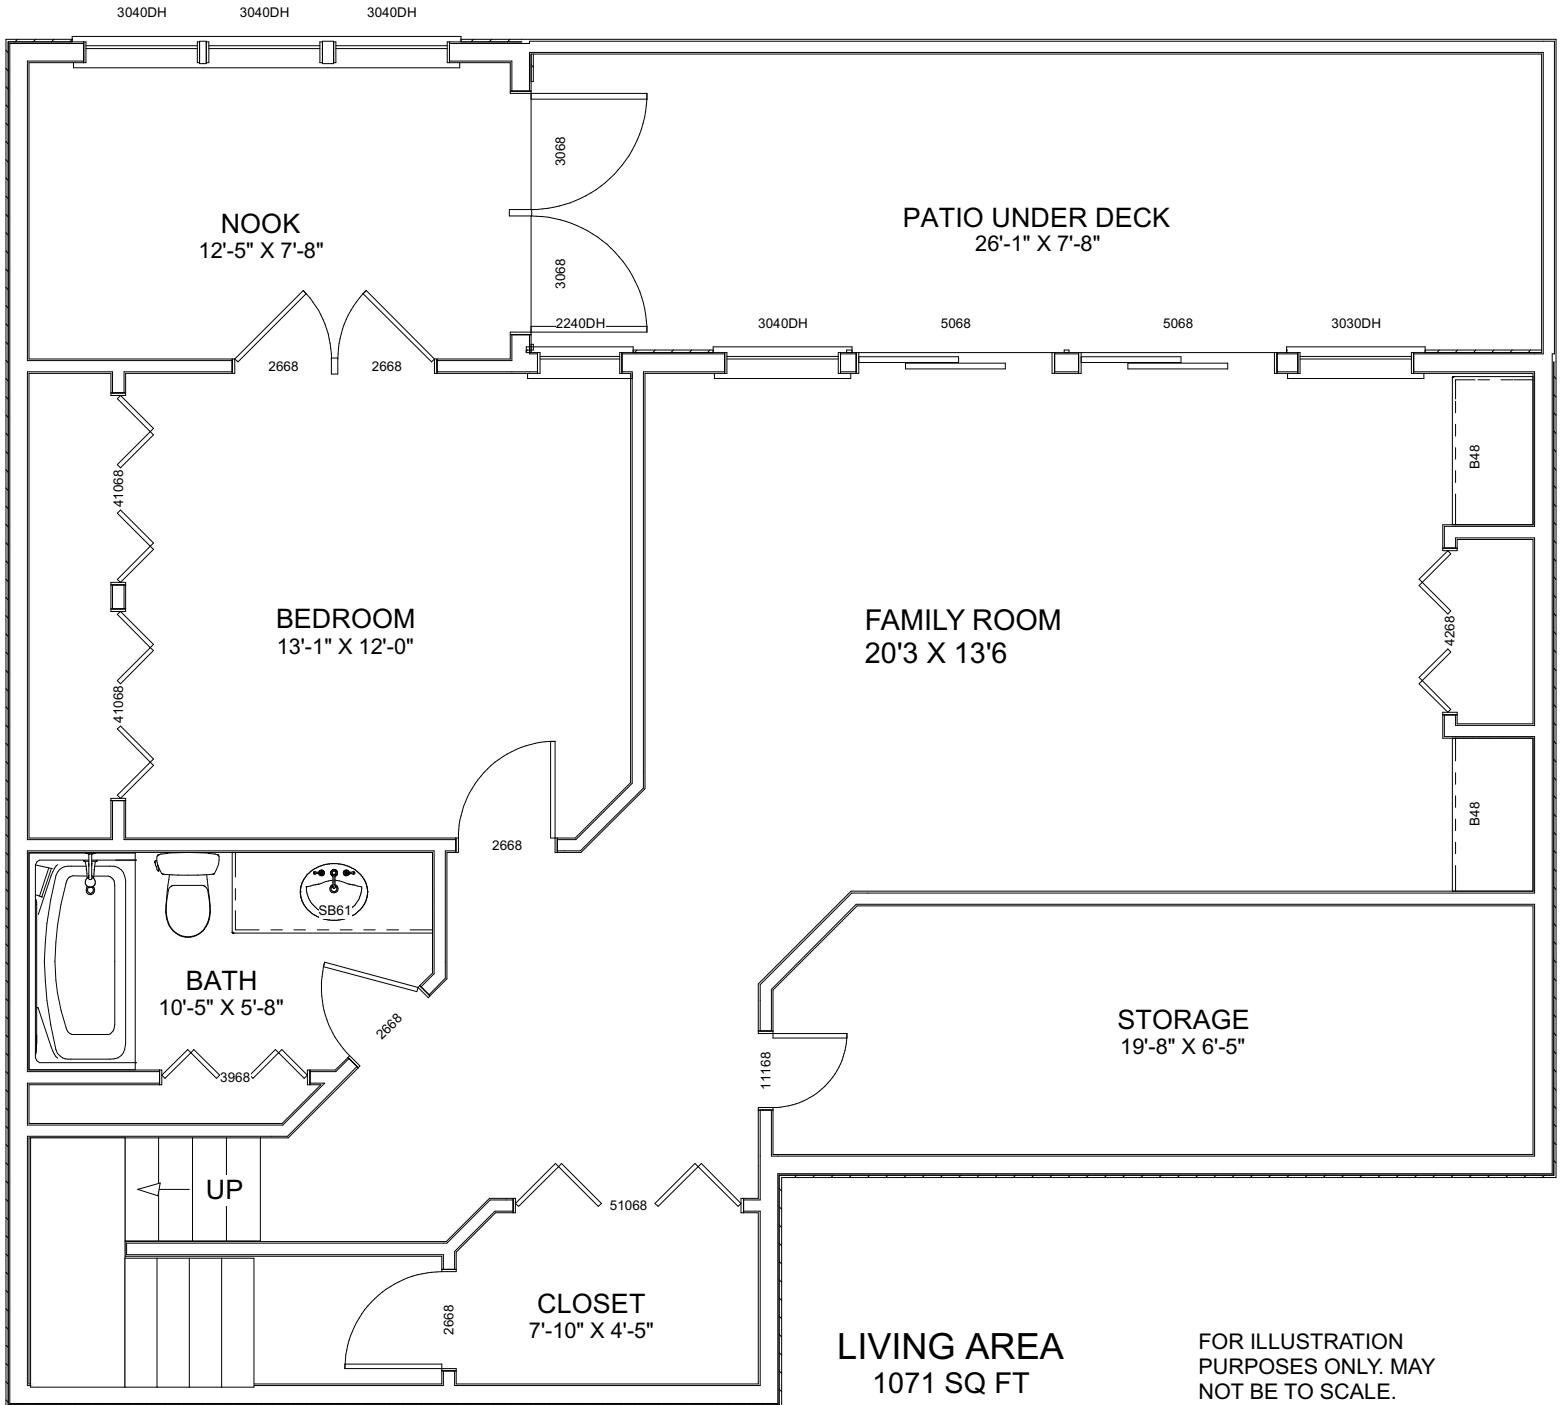 3040DH 3040DH 3040DH
3068
NOOK
12'-5" X 7'-8"
PATIO UNDER DECK
26'-1" X 7'-8"
3068
2240DH 3040DH 5068 5068 3030DH
2668 2668
B48
41068
BEDROOM
13'-1" X 12'-0"
FAMILY ROOM
20'3 X 13'6
4268
41068
B48
2668
SB61
BATH
10'-5" X 5'-8"
2668
STORAGE
19'-8" X 6'-5"
3968
11168
UP
51068
CLOSET
7'-10" X 4'-5"
2668
LIVING AREA
1071 SQ FT
FOR ILLUSTRATION
PURPOSES ONLY. MAY
NOT BE TO SCALE.